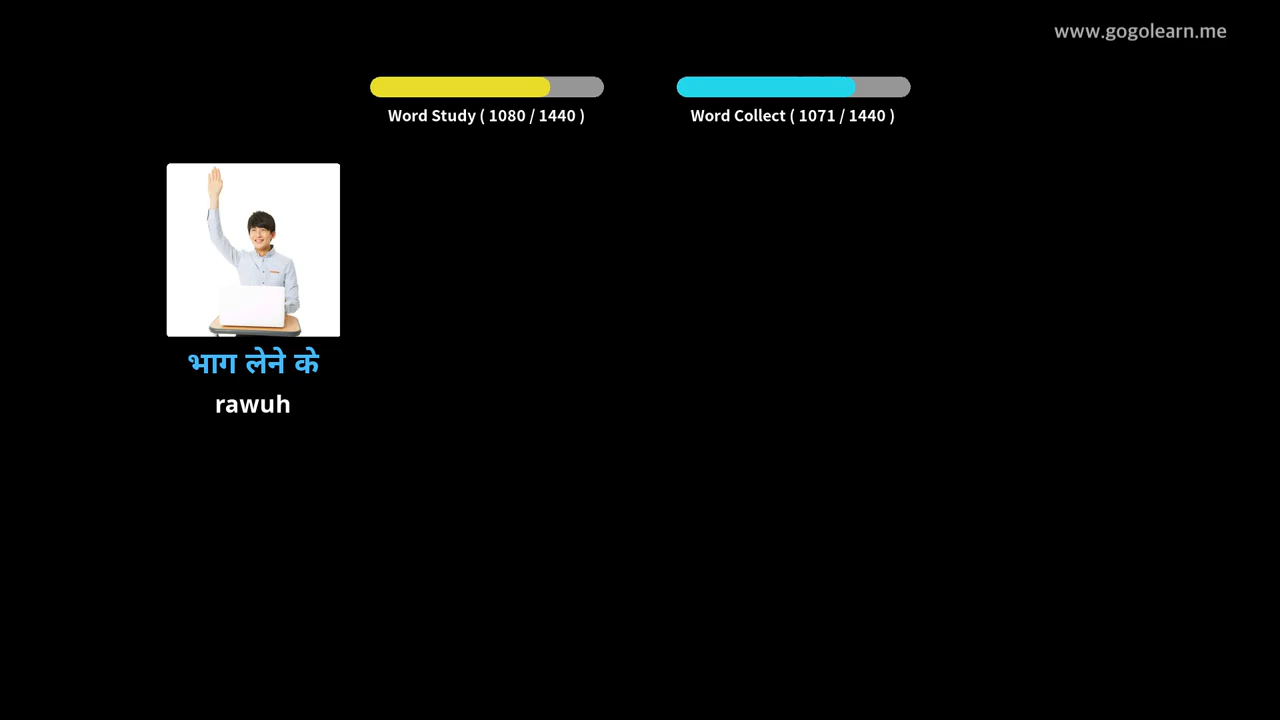 www.gogolearn.me
Word Study ( 1080 / 1440 )
Word Collect ( 1071 / 1440 )
भाग लेने के
rawuh